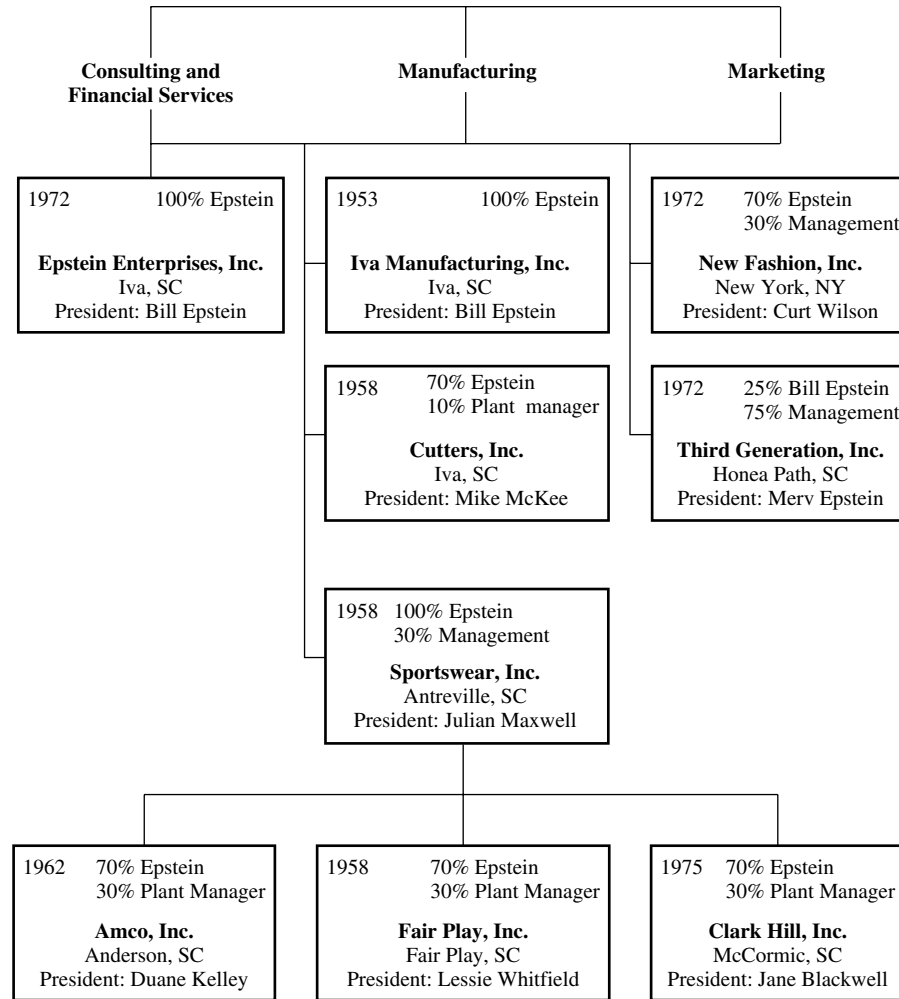 Consulting and
Financial Services
Manufacturing
Marketing
1972 100% Epstein
Epstein Enterprises, Inc.
Iva, SC
President: Bill Epstein
1953 100% Epstein
Iva Manufacturing, Inc.
Iva, SC
President: Bill Epstein
1972 70% Epstein
30% Management
New Fashion, Inc.
New York, NY
President: Curt Wilson
1958 70% Epstein
10% Plant manager
Cutters, Inc.
Iva, SC
President: Mike McKee
1972 25% Bill Epstein
75% Management
Third Generation, Inc.
Honea Path, SC
President: Merv Epstein
1958 100% Epstein
30% Management
Sportswear, Inc.
Antreville, SC
President: Julian Maxwell
1962 70% Epstein
30% Plant Manager
Amco, Inc.
Anderson, SC
President: Duane Kelley
1958 70% Epstein
30% Plant Manager
Fair Play, Inc.
Fair Play, SC
President: Lessie Whitfield
1975 70% Epstein
30% Plant Manager
Clark Hill, Inc.
McCormic, SC
President: Jane Blackwell